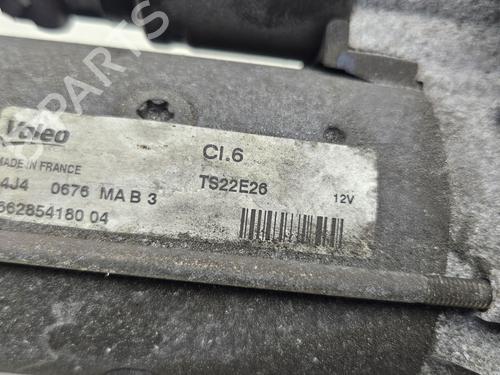 Valeo
CI.6
MADE IN FRANCE
TS22E26
12V
4J4 0676 MA B 3
662854180 04